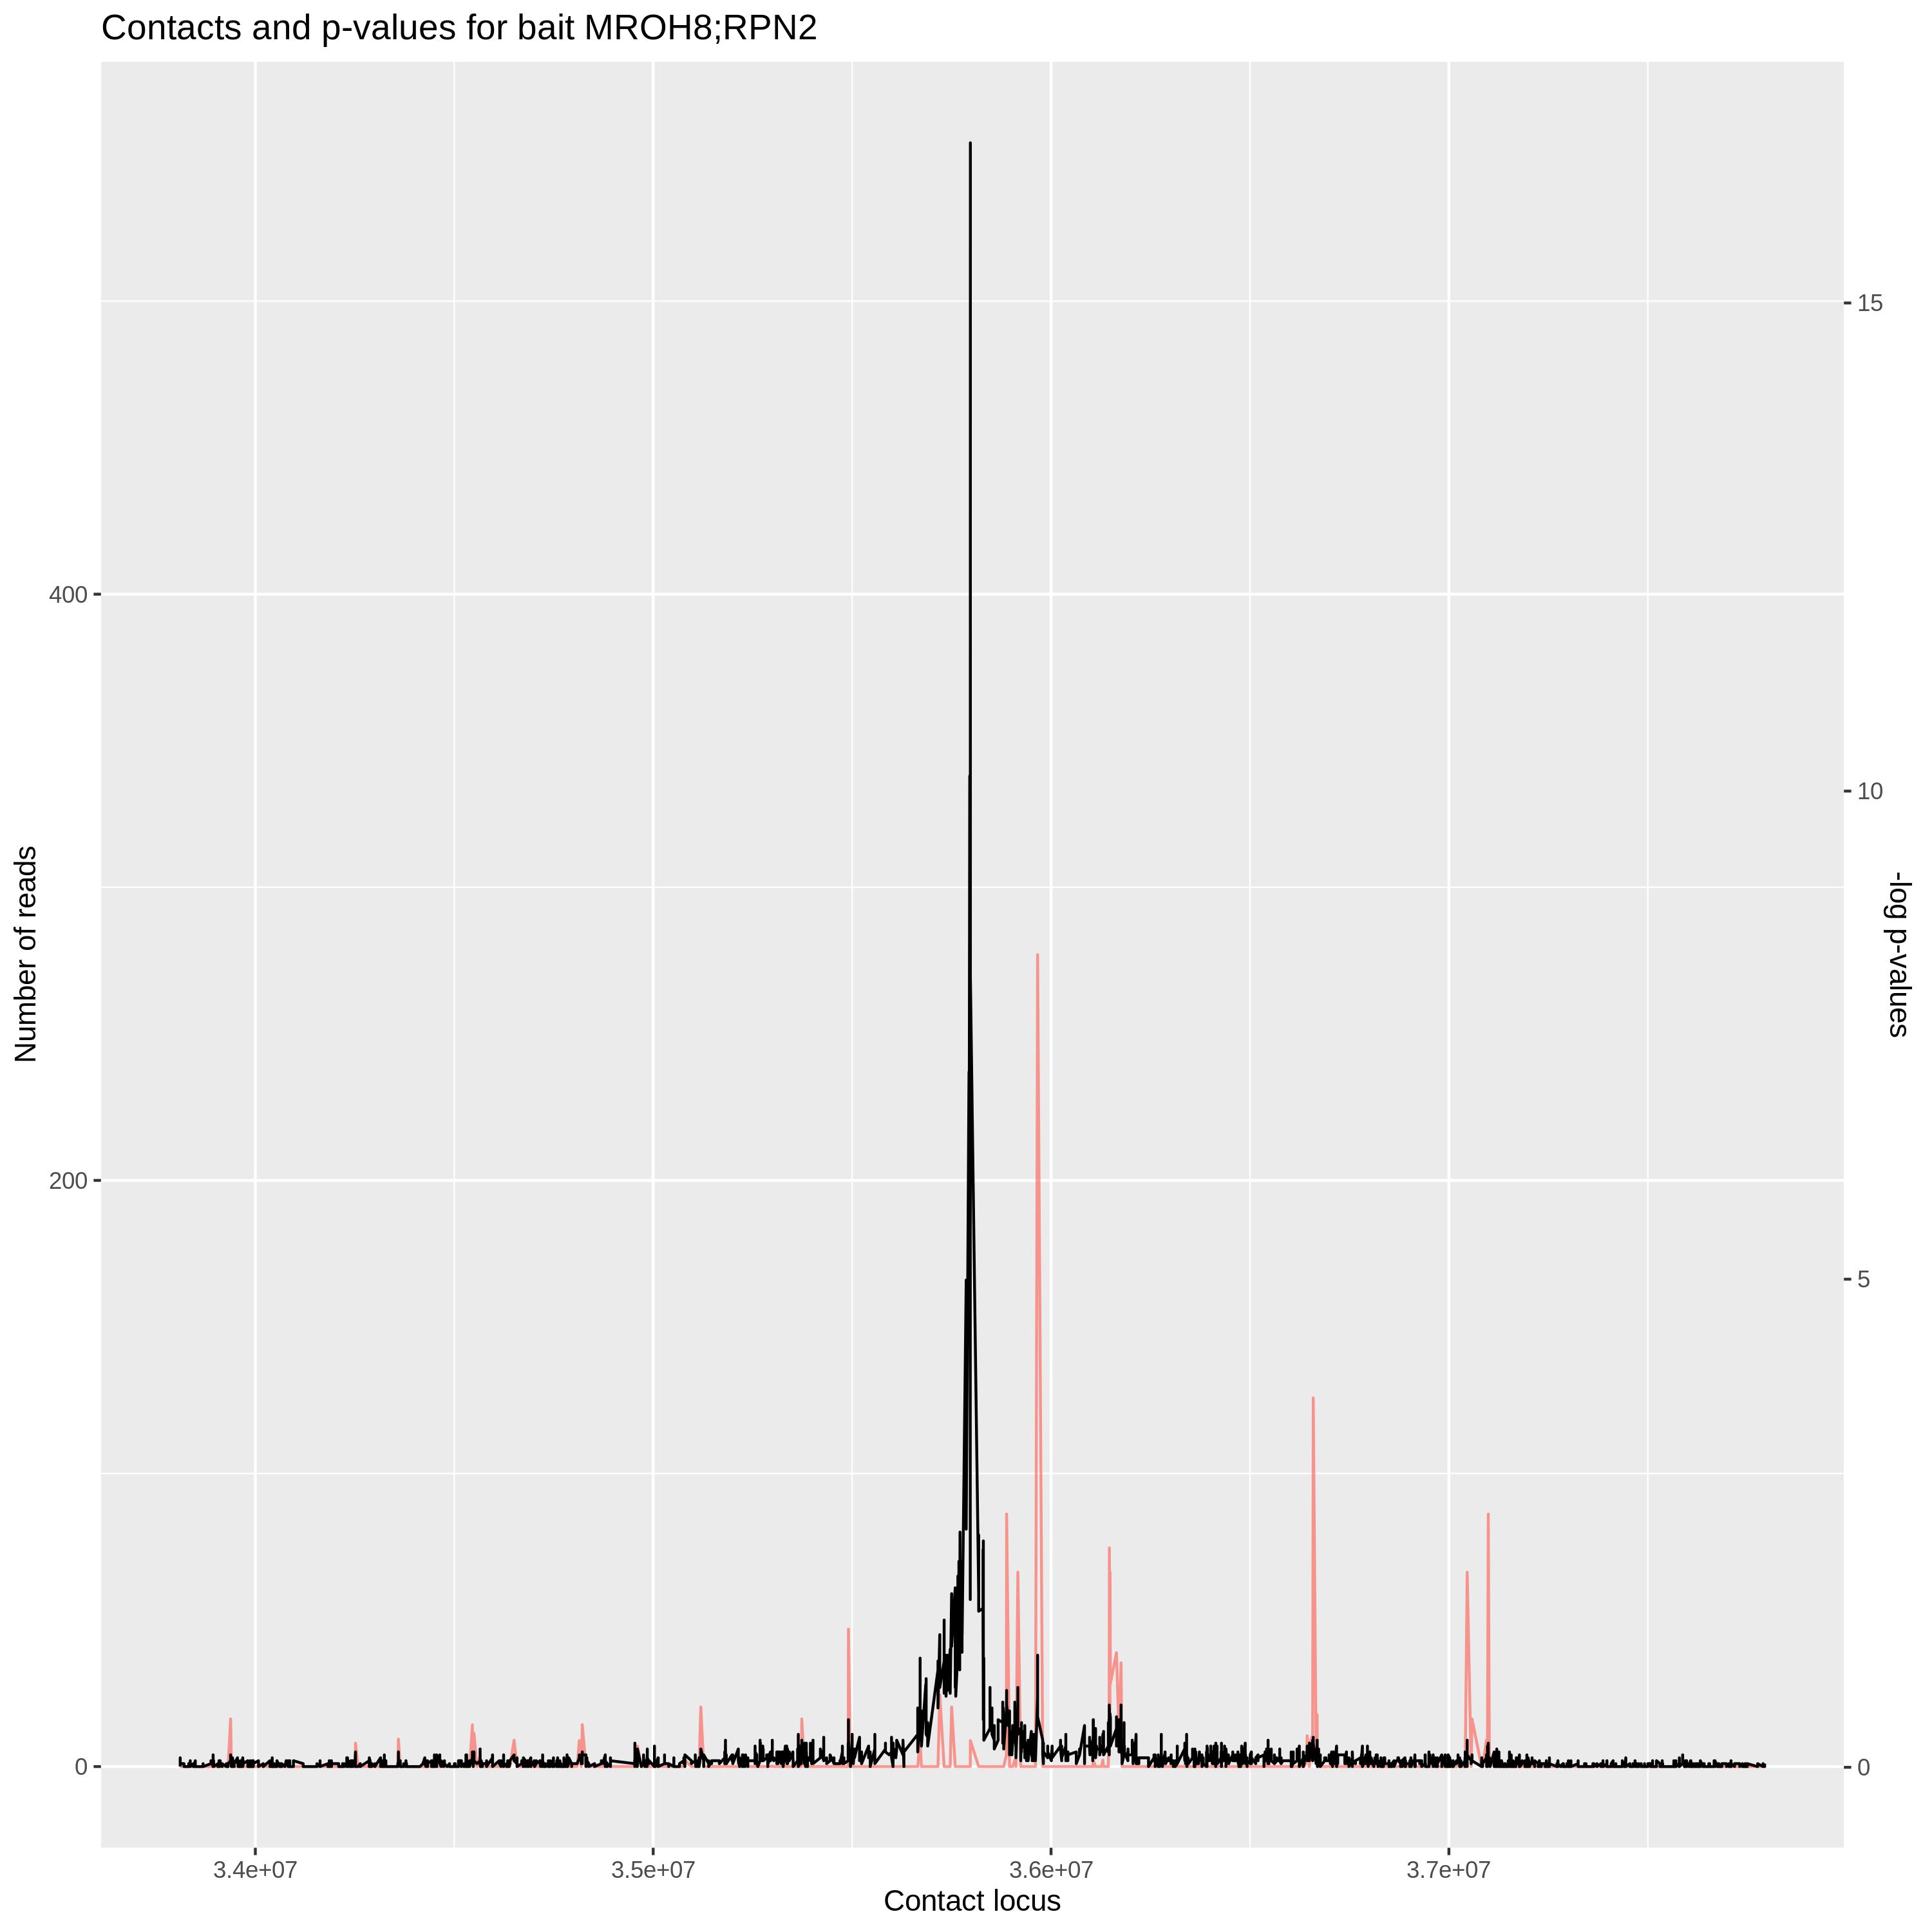 Contacts and p-values for bait MROH8;RPN2
Number of reads
400
200
0
15
10
5
0
-log p-values
3.4e+07
3.5e+07
3.6e+07
3.7e+07
Contact locus